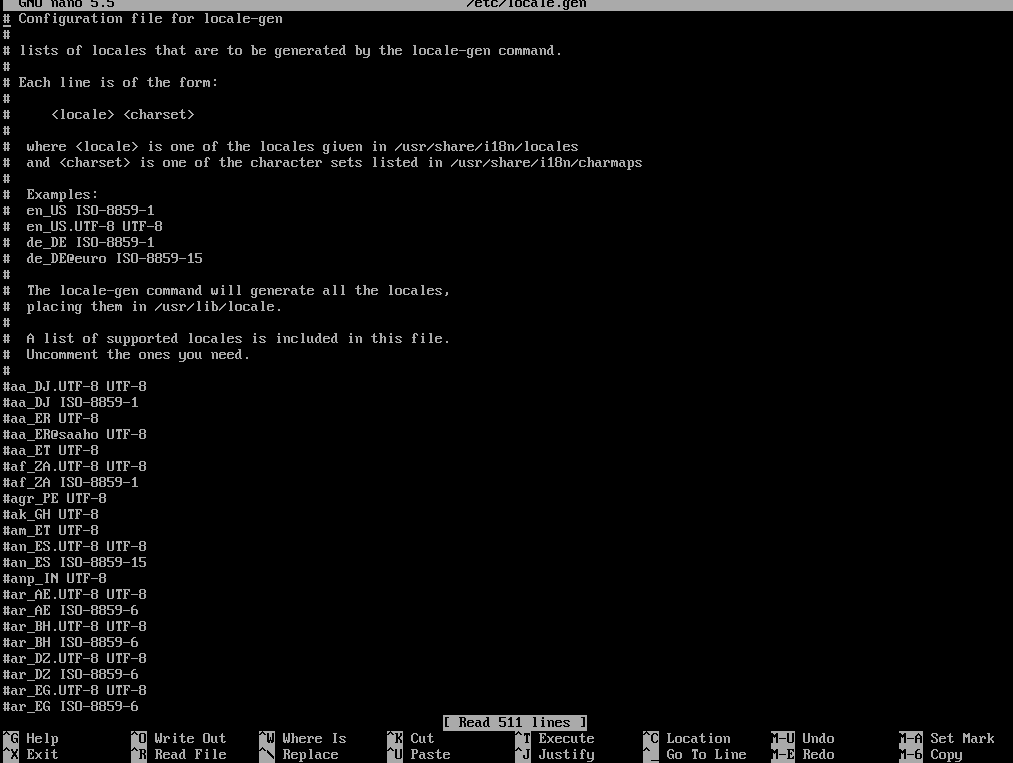 GNU nano 5.5 /etc/locale.gen
# Configuration file for locale-gen
#
# lists of locales that are to be generated by the locale-gen command.
#
# Each line is of the form:
#
#     <locale> <charset>
#
#  where <locale> is one of the locales given in /usr/share/i18n/locales
#  and <charset> is one of the character sets listed in /usr/share/i18n/charmaps
#
#  Examples:
#  en_US ISO-8859-1
#  en_US.UTF-8 UTF-8
#  de_DE ISO-8859-1
#  de_DE@euro ISO-8859-15
#
#  The locale-gen command will generate all the locales,
#  placing them in /usr/lib/locale.
#
#  A list of supported locales is included in this file.
#  Uncomment the ones you need.
#
#aa_DJ.UTF-8 UTF-8
#aa_DJ ISO-8859-1
#aa_ER UTF-8
#aa_ER@saaho UTF-8
#aa_ET UTF-8
#af_ZA.UTF-8 UTF-8
#af_ZA ISO-8859-1
#agr_PE UTF-8
#ak_GH UTF-8
#am_ET UTF-8
#an_ES.UTF-8 UTF-8
#an_ES ISO-8859-15
#anp_IN UTF-8
#ar_AE.UTF-8 UTF-8
#ar_AE ISO-8859-6
#ar_BH.UTF-8 UTF-8
#ar_BH ISO-8859-6
#ar_DZ.UTF-8 UTF-8
#ar_DZ ISO-8859-6
#ar_EG.UTF-8 UTF-8
#ar_EG ISO-8859-6
[ Read 511 lines ]
^G Help ^O Write Out ^W Where Is ^K Cut ^T Execute ^C Location M-U Undo M-A Set Mark
^X Exit ^R Read File ^\ Replace ^U Paste ^J Justify ^_ Go To Line M-E Redo M-6 Copy